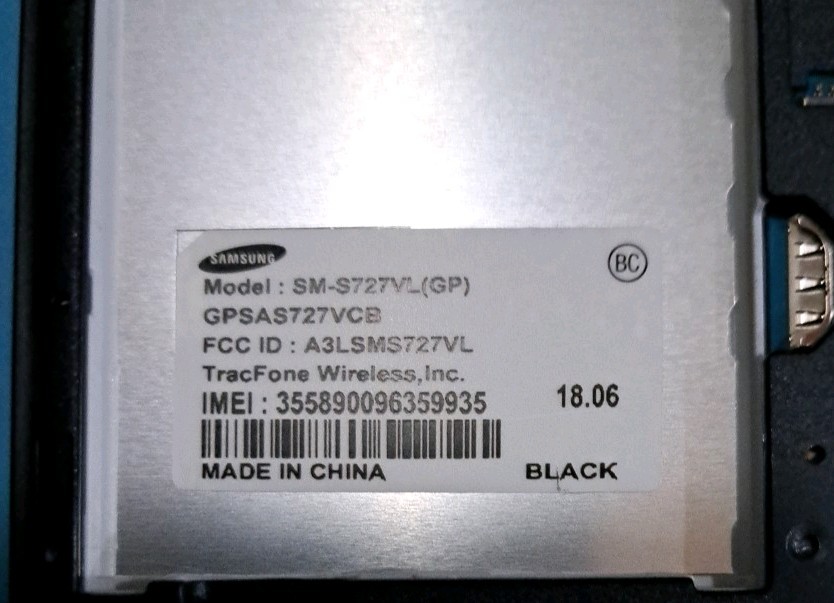 SAMSUNG
BC
Model : SM-S727VL(GP)
GPSAS727VCB
FCC ID : A3LSMS727VL
TracFone Wireless,Inc.
IMEI : 355890096359935
18.06
MADE IN CHINA
BLACK